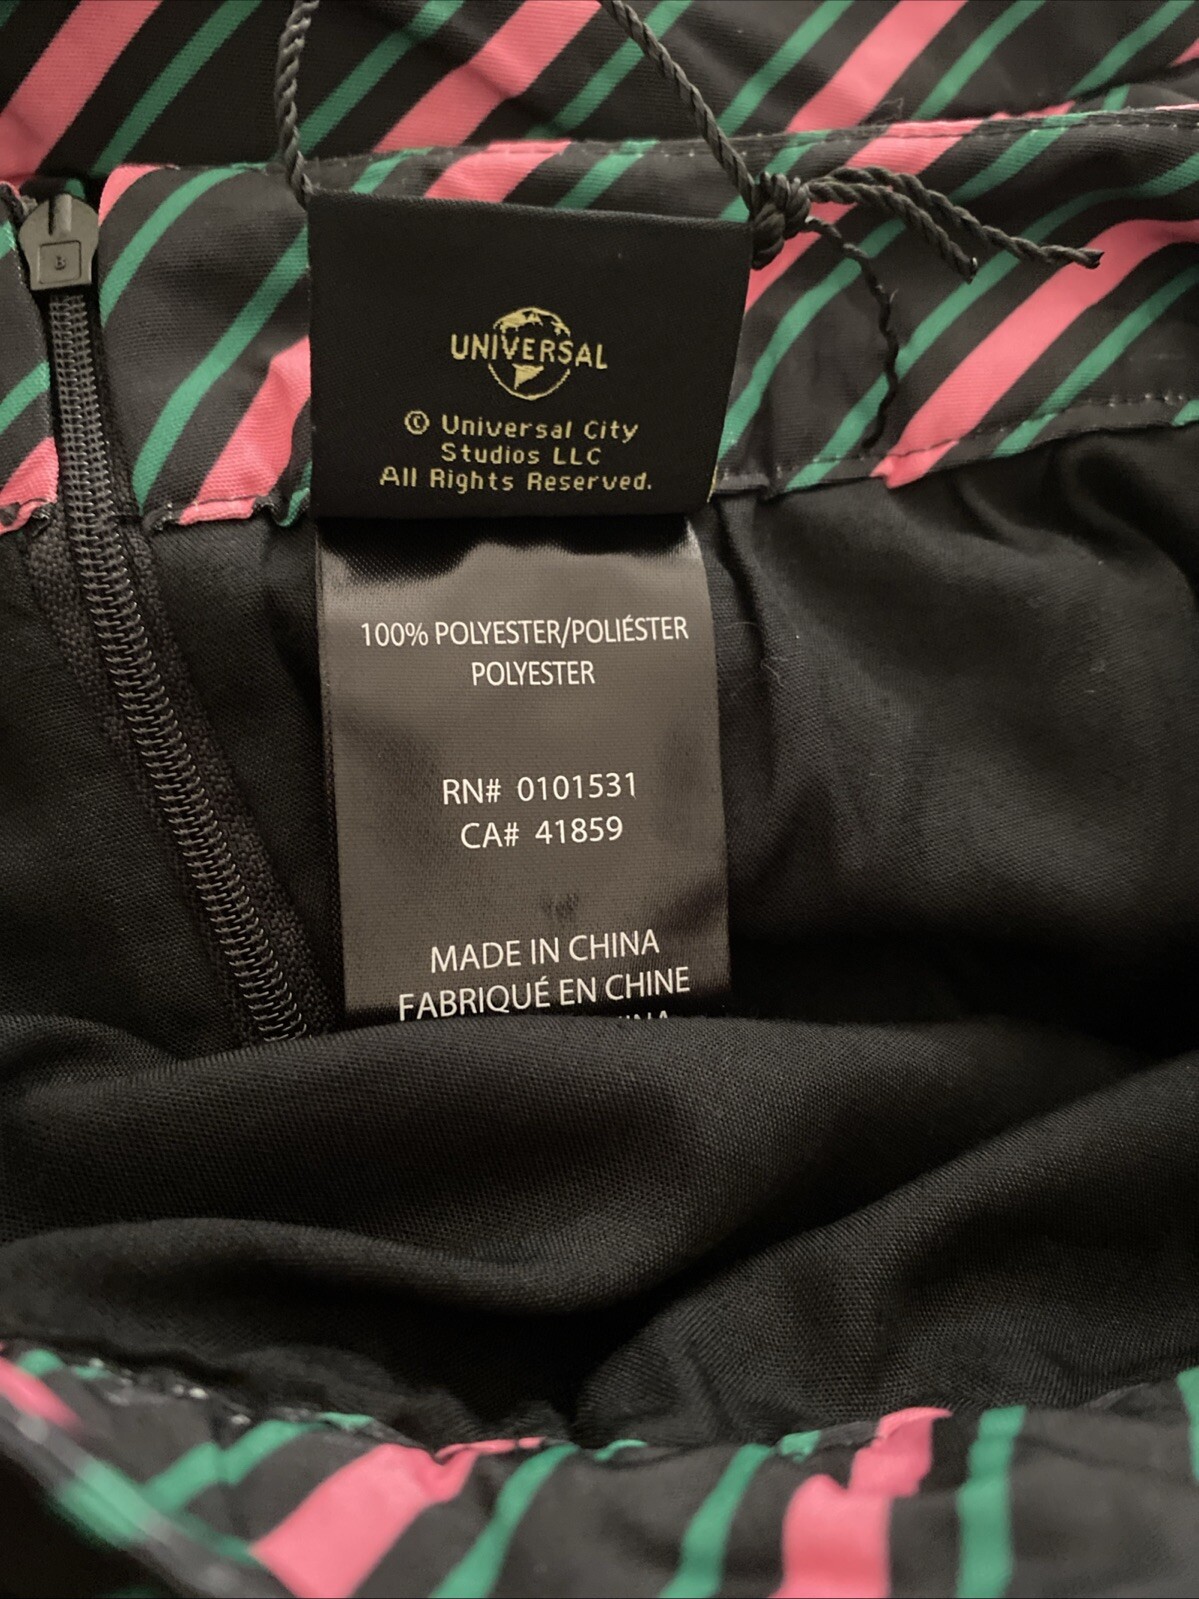 UNIVERSAL
© Universal City
Studios LLC
All Rights Reserved.
100% POLYESTER/POLIÉSTER
POLYESTER
RN# 0101531
CA# 41859
MADE IN CHINA
FABRIQUÉ EN CHINE